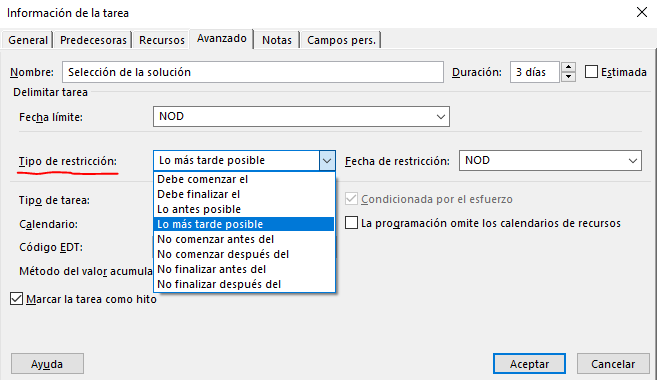 Información de la tarea
General Predecesoras Recursos Avanzado Notas Campos pers.
Nombre: Selección de la solución Duración: 3 días Estimada
Delimitar tarea
Fecha límite: NOD
Tipo de restricción: Lo más tarde posible Fecha de restricción: NOD
Debe comenzar el
Debe finalizar el
Tipo de tarea: Lo antes posible Condicionada por el esfuerzo
Calendario: Lo más tarde posible La programación omite los calendarios de recursos
No comenzar antes del
Código EDT: No comenzar después del
Método del valor acumula No finalizar antes del
No finalizar después del
Marcar la tarea como hito
Ayuda Aceptar Cancelar